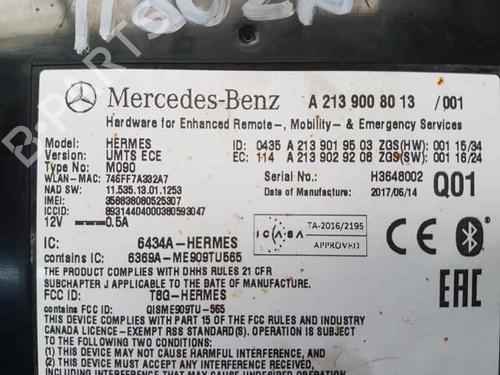 Mercedes-Benz A 213 900 80 13 /001
Hardware for Enhanced Remote-, Mobility- & Emergency Services
Model: HERMES ID: 0435 A 213 901 95 03 ZGS(HW): 001 15/34
Version: UMTS ECE EC: 114 A 213 902 92 08 ZGS(SW): 001 16/24
Type No: M090
WLAN-MAC: 746FF7A332A7 Serial No.: H3648002 Q01
NAD SW: 11.535.13.01.1253 Date of Manufacture: 2017/06/14
IMEI: 358838080525307
ICCID: 89314404000380593047
12V 0.5A
ICASA TA-2016/2195 APPROVED
CE
IC: 6434A-HERMES
contains IC: 6369A-ME909TU565
THE PRODUCT COMPLIES WITH DHHS RULES 21 CFR
SUBCHAPTER J APPLICABLE TO THE DATE OF MANUFACTURE.
FCC ID: T8G-HERMES
contains FCC ID: QISME909TU-565
EAC
THIS DEVICE COMPLIES WITH PART 15 OF THE FCC RULES AND INDUSTRY
CANADA LICENCE-EXEMPT RSS STANDARD(S). OPERATION IS
FOLLOWING TWO CONDITIONS:
(1) THIS DEVICE MAY NOT CAUSE HARMFUL INTERFERENCE, AND
(2) THIS DEVICE MUST ACCEPT ANY INTERFERENCE